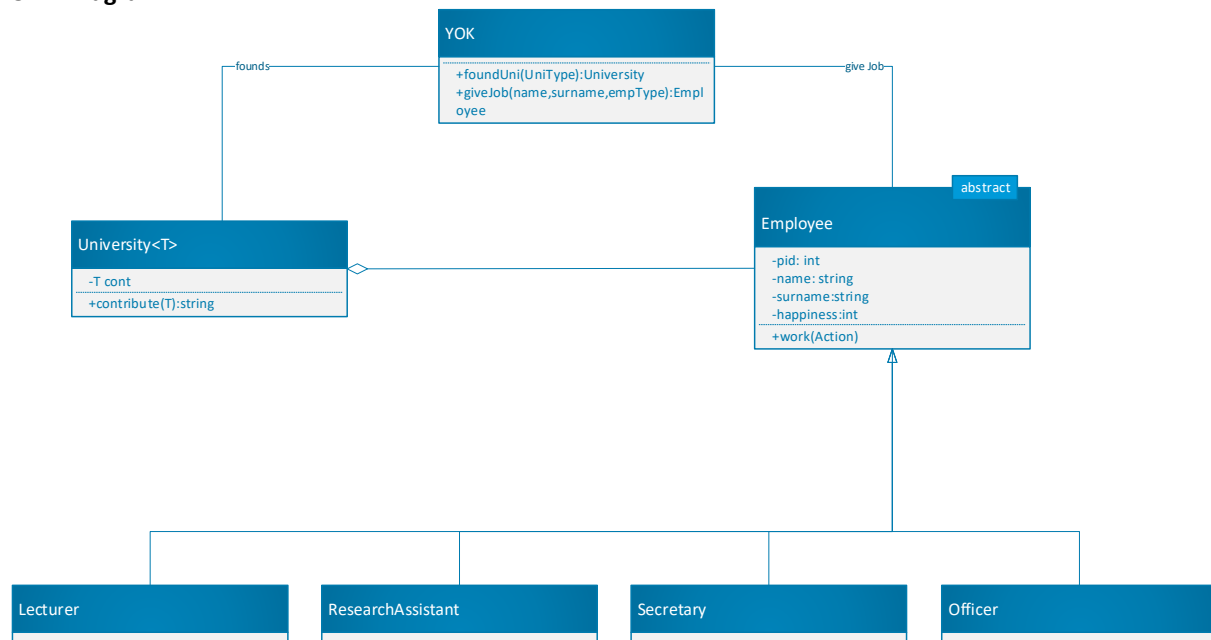 YOK
+foundUni(UniType):University
+giveJob(name,surname,empType):Empl
oyee
founds
give Job
abstract
University<T>
-T cont
+contribute(T):string
Employee
-pid: int
-name: string
-surname:string
-happiness:int
+work(Action)
Lecturer
ResearchAssistant
Secretary
Officer